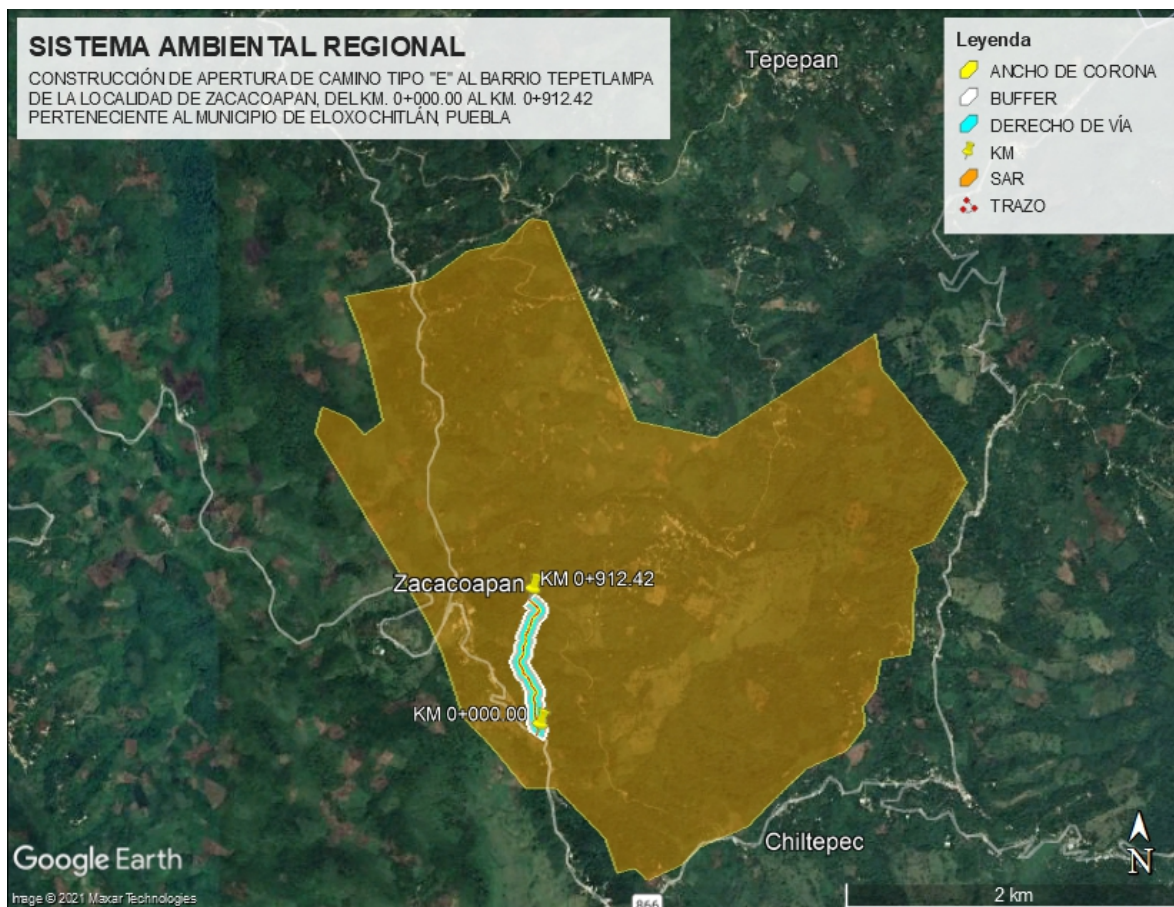 SISTEMA AMBIENTAL REGIONAL
CONSTRUCCIÓN DE APERTURA DE CAMINO TIPO "E" AL BARRIO TEPETLAMPA
DE LA LOCALIDAD DE ZACACOAPAN, DEL KM. 0+000.00 AL KM. 0+912.42
PERTENECIENTE AL MUNICIPIO DE ELOXOCHITLÁN, PUEBLA
Leyenda
ANCHO DE CORONA
BUFFER
DERECHO DE VÍA
KM
SAR
TRAZO
Tepepan
Zacacoapan
KM 0+912.42
KM 0+000.00
Chiltepec
866
N
2 km
Google Earth
Image © 2021 Maxar Technologies